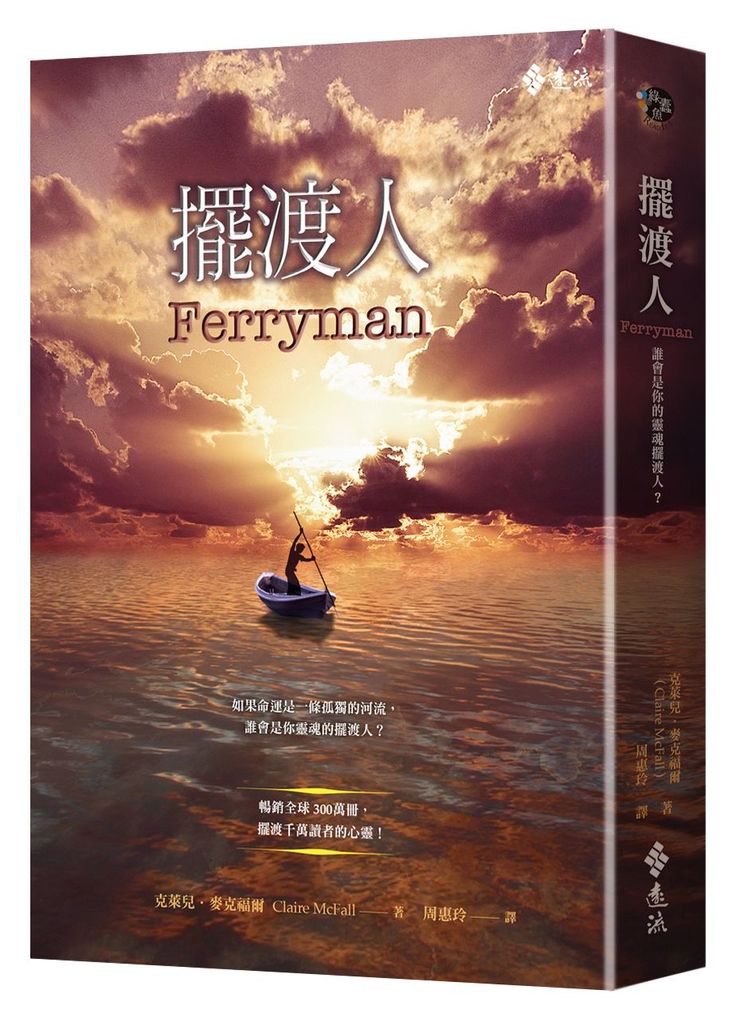 遠流
擺渡人
Ferryman
如果命運是一條孤獨的河流，
誰會是你靈魂的擺渡人？
暢銷全球300萬冊，
擺渡千萬讀者的心靈！
克萊兒．麥克福爾 Claire McFall——著 周惠玲——譯
綠蠹魚
擺渡人
Ferryman
誰會是你的靈魂擺渡人？
克萊兒．麥克福爾
（Claire McFall） 著
周惠玲 譯
遠流